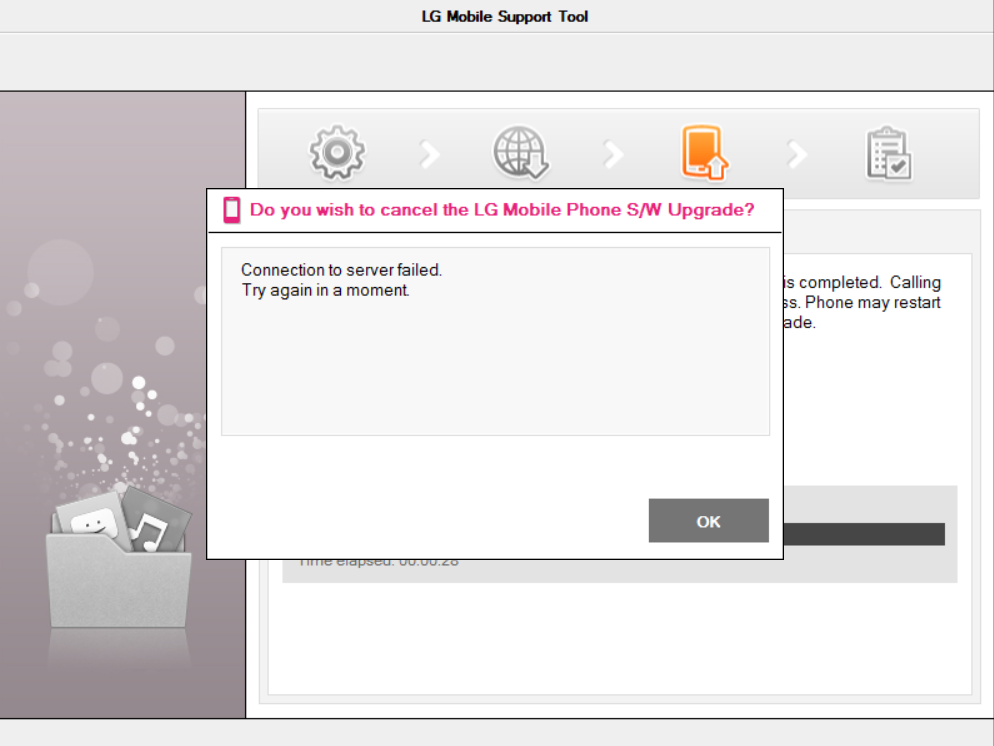 LG Mobile Support Tool
Do you wish to cancel the LG Mobile Phone S/W Upgrade?
Connection to server failed.
Try again in a moment.
is completed. Calling
ss. Phone may restart
ade.
OK
Time elapsed: 00:00:28